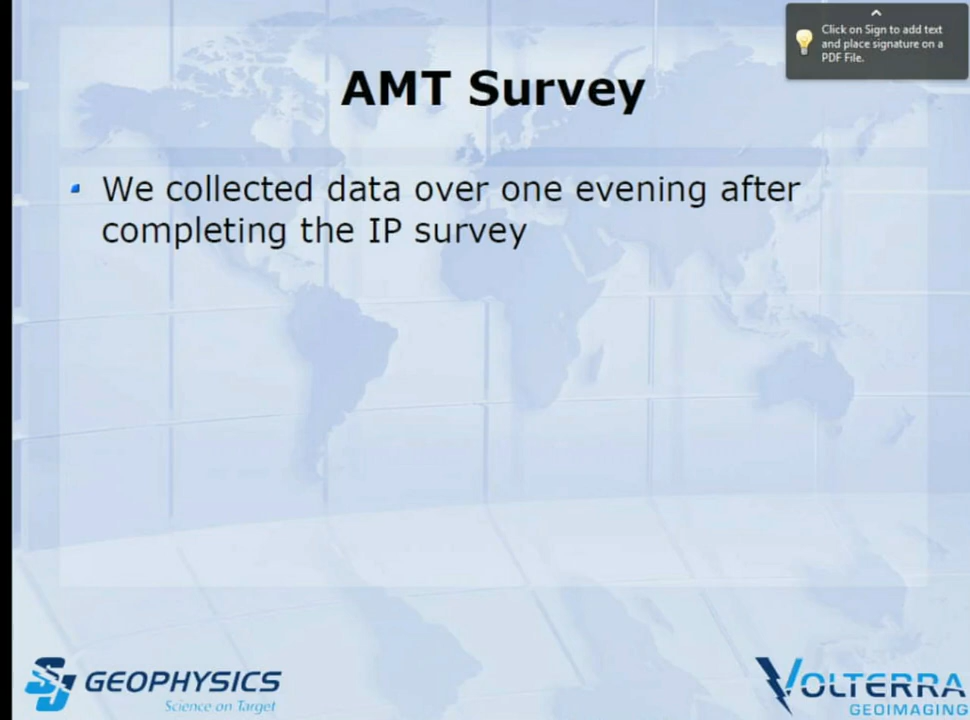 Click on Sign to add text
and place signature on a
PDF File.
AMT Survey
We collected data over one evening after
completing the IP survey
SJ GEOPHYSICS
Science on Target
VOLTERRA
GEOIMAGING